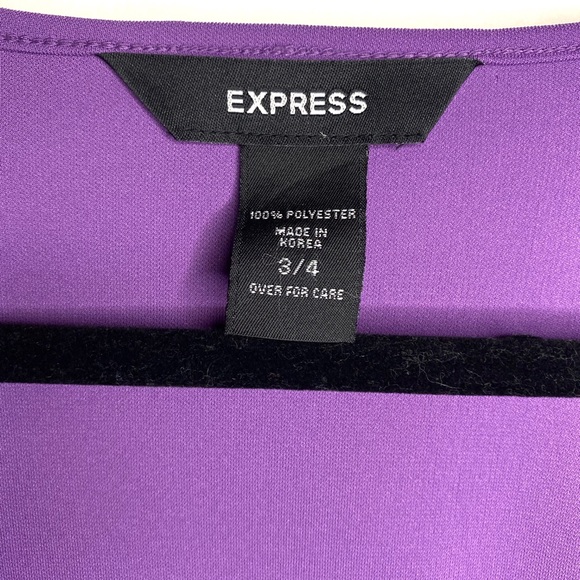 EXPRESS
100% POLYESTER
MADE IN
KOREA
3/4
OVER FOR CARE